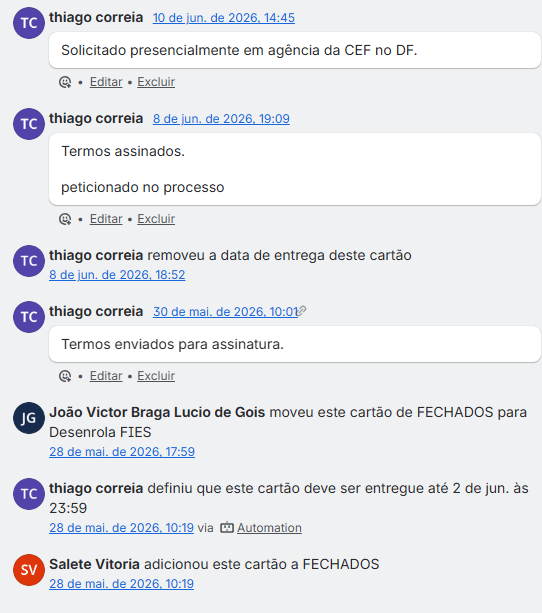 TC
thiago correia 10 de jun. de 2026, 14:45
Solicitado presencialmente em agência da CEF no DF.
• Editar • Excluir
TC
thiago correia 8 de jun. de 2026, 19:09
Termos assinados.
peticionado no processo
• Editar • Excluir
TC
thiago correia removeu a data de entrega deste cartão
8 de jun. de 2026, 18:52
TC
thiago correia 30 de mai. de 2026, 10:01
Termos enviados para assinatura.
• Editar • Excluir
JG
João Victor Braga Lucio de Gois moveu este cartão de FECHADOS para
Desenrola FIES
28 de mai. de 2026, 17:59
TC
thiago correia definiu que este cartão deve ser entregue até 2 de jun. às
23:59
28 de mai. de 2026, 10:19 via Automation
SV
Salete Vitoria adicionou este cartão a FECHADOS
28 de mai. de 2026, 10:19